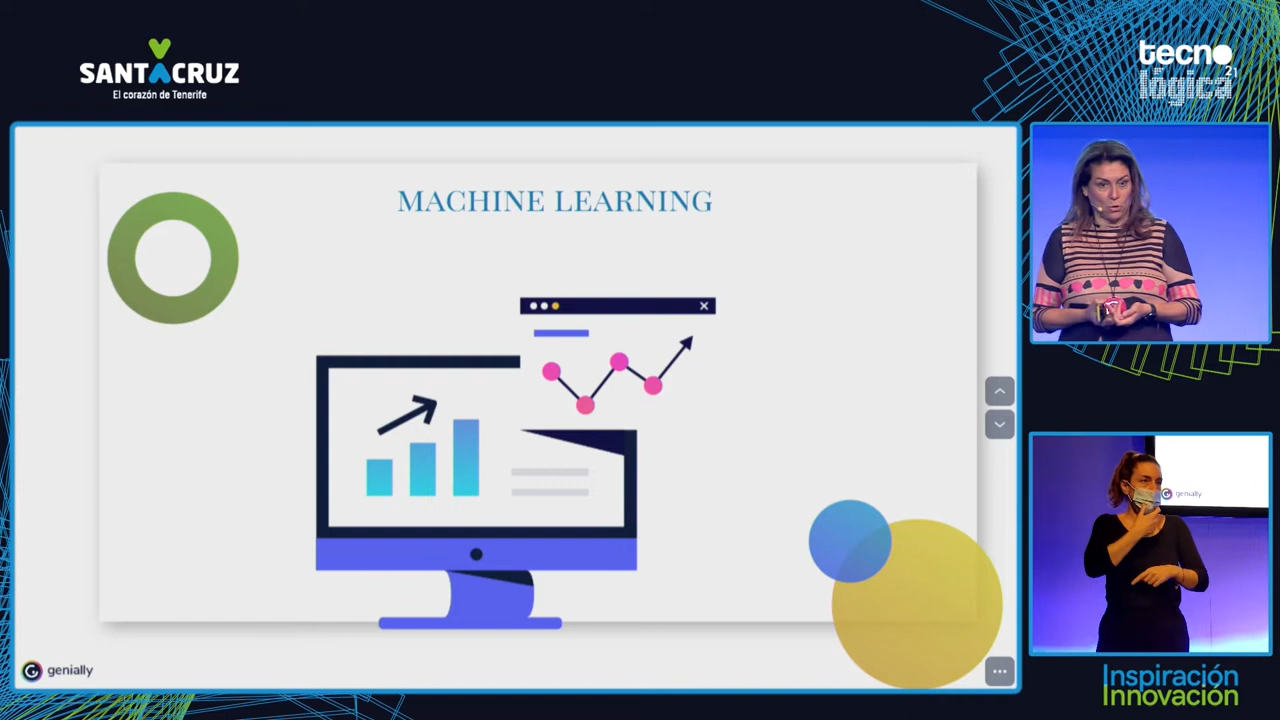 SANTACRUZ
El corazón de Tenerife
tecno
lógica
21
MACHINE LEARNING
genially
genially
Inspiración
Innovación